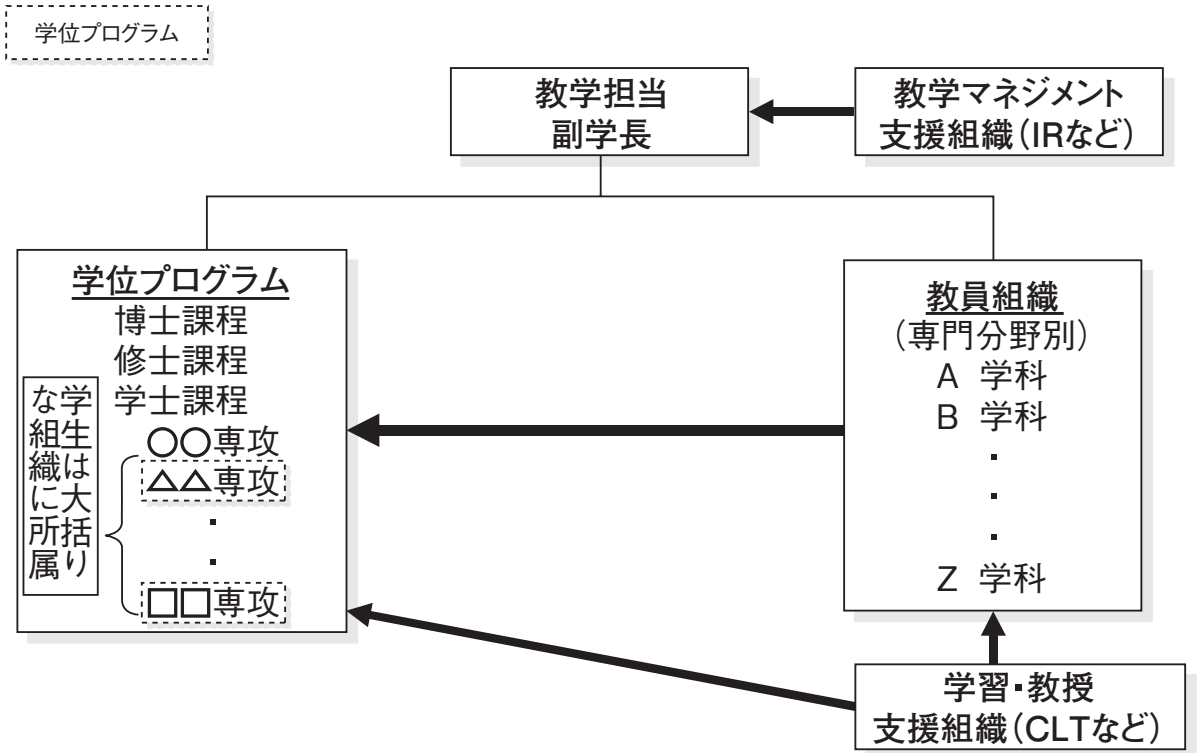 学位プログラム
教学担当
副学長
教学マネジメント
支援組織（IRなど）
学位プログラム
博士課程
修士課程
学士課程
学生は大括り
な組織に所属
○○専攻
△△専攻
・
・
□□専攻
教員組織
（専門分野別）
A 学科
B 学科
・
・
・
Z 学科
学習・教授
支援組織（CLTなど）